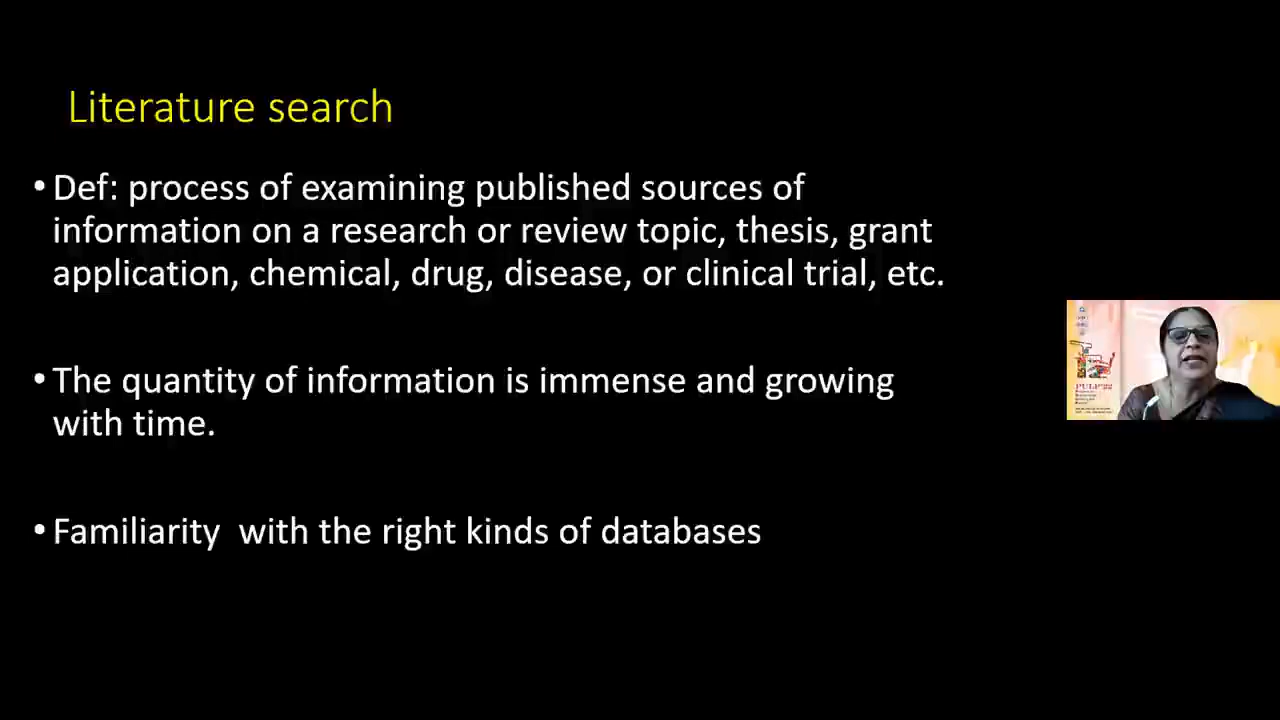 Literature search
• Def: process of examining published sources of
information on a research or review topic, thesis, grant
application, chemical, drug, disease, or clinical trial, etc.
• The quantity of information is immense and growing
with time.
• Familiarity  with the right kinds of databases